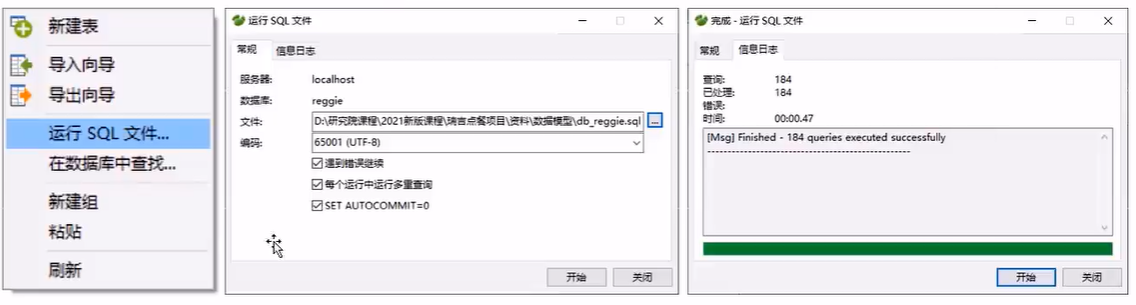 新建表
导入向导
导出向导
运行 SQL 文件...
在数据库中查找...
新建组
粘贴
刷新
运行 SQL 文件
常规 信息日志
服务器: localhost
数据库: reggie
文件: D:\研究院课程\2021新版课程\瑞吉点餐项目\资料\数据模型\db_reggie.sql ...
编码: 65001 (UTF-8)
遇到错误继续
每个运行中运行多重查询
SET AUTOCOMMIT=0
开始 关闭
完成 - 运行 SQL 文件
常规 信息日志
查询: 184
已处理: 184
错误:
时间: 00:00.47
[Msg] Finished - 184 queries executed successfully
--------------------------------------------------
开始 关闭